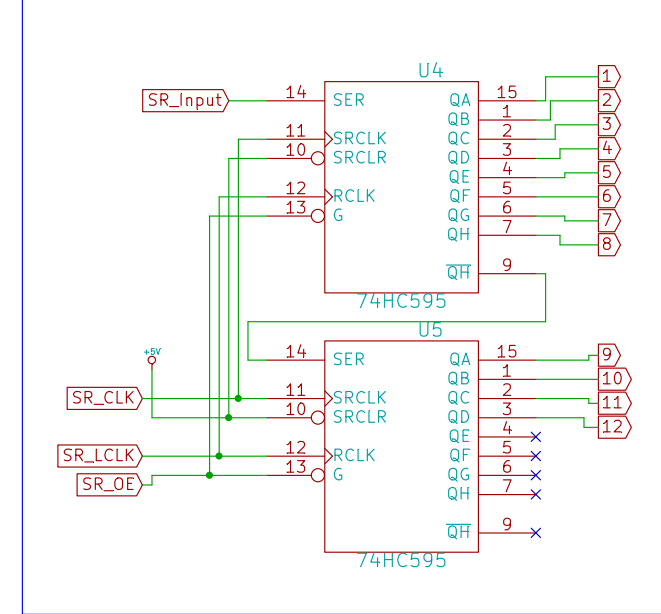 U4
SR_Input 14 SER QA 15 1
QB 1 2
11 SRCLK QC 2 3
10 SRCLR QD 3 4
QE 4 5
12 RCLK QF 5 6
13 G QG 6 7
QH 7 8
QH 9
74HC595
U5
+5V 14 SER QA 15 9
QB 1 10
SR_CLK 11 SRCLK QC 2 11
10 SRCLR QD 3 12
QE 4
SR_LCLK 12 RCLK QF 5
SR_OE 13 G QG 6
QH 7
QH 9
74HC595